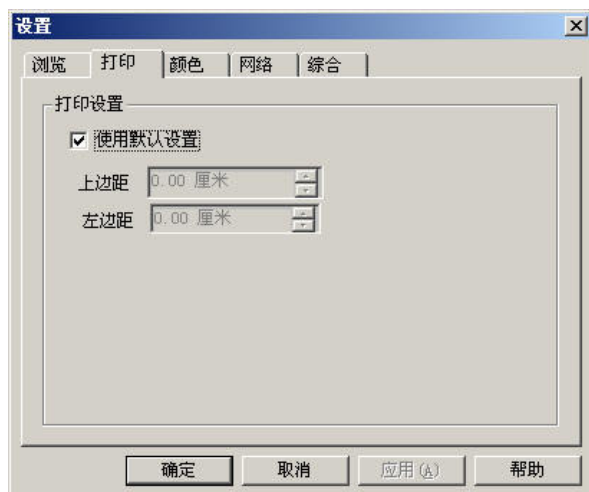 设置
浏览 打印 颜色 网络 综合
打印设置
使用默认设置
上边距 0.00 厘米
左边距 0.00 厘米
确定 取消 应用(A) 帮助